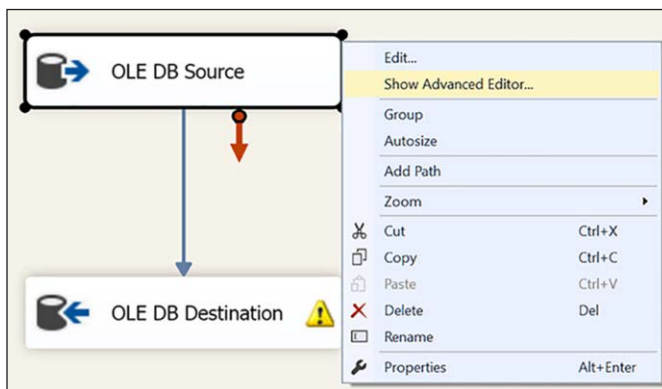 OLE DB Source
Edit...
Show Advanced Editor...
Group
Autosize
Add Path
Zoom
Cut Ctrl+X
Copy Ctrl+C
Paste Ctrl+V
OLE DB Destination
Delete Del
Rename
Properties Alt+Enter